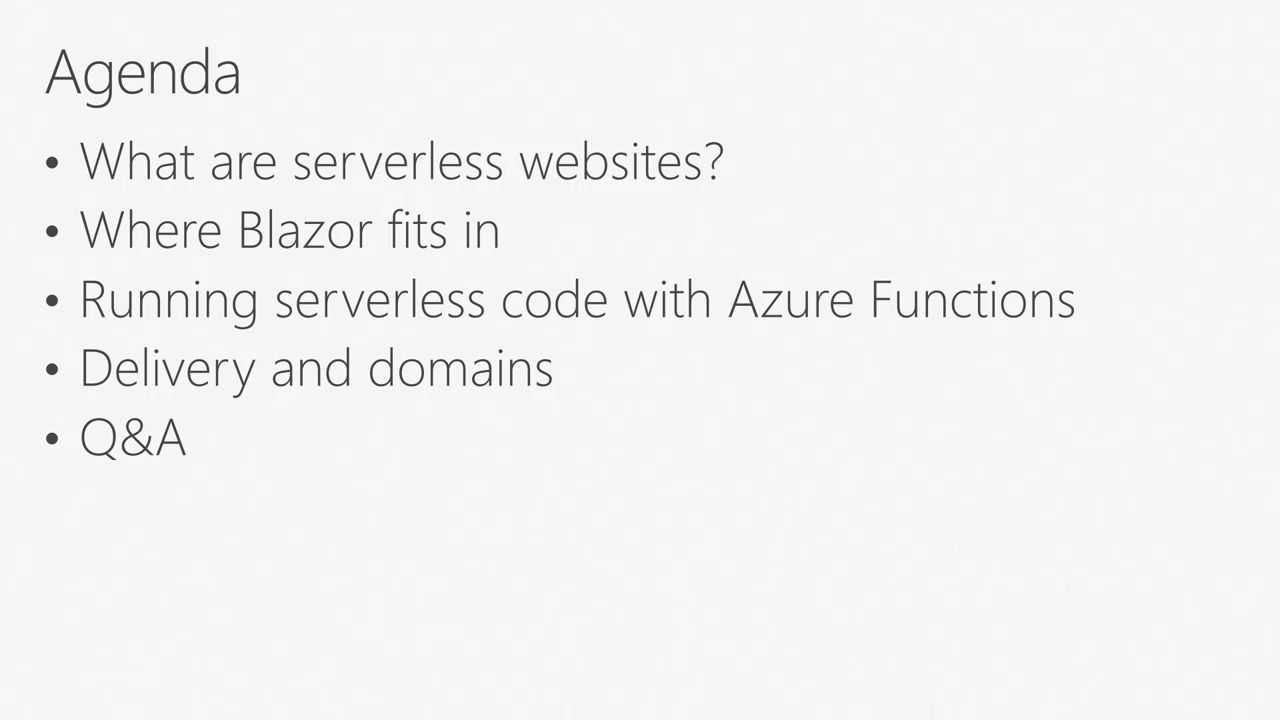 Agenda
• What are serverless websites?
• Where Blazor fits in
• Running serverless code with Azure Functions
• Delivery and domains
• Q&A